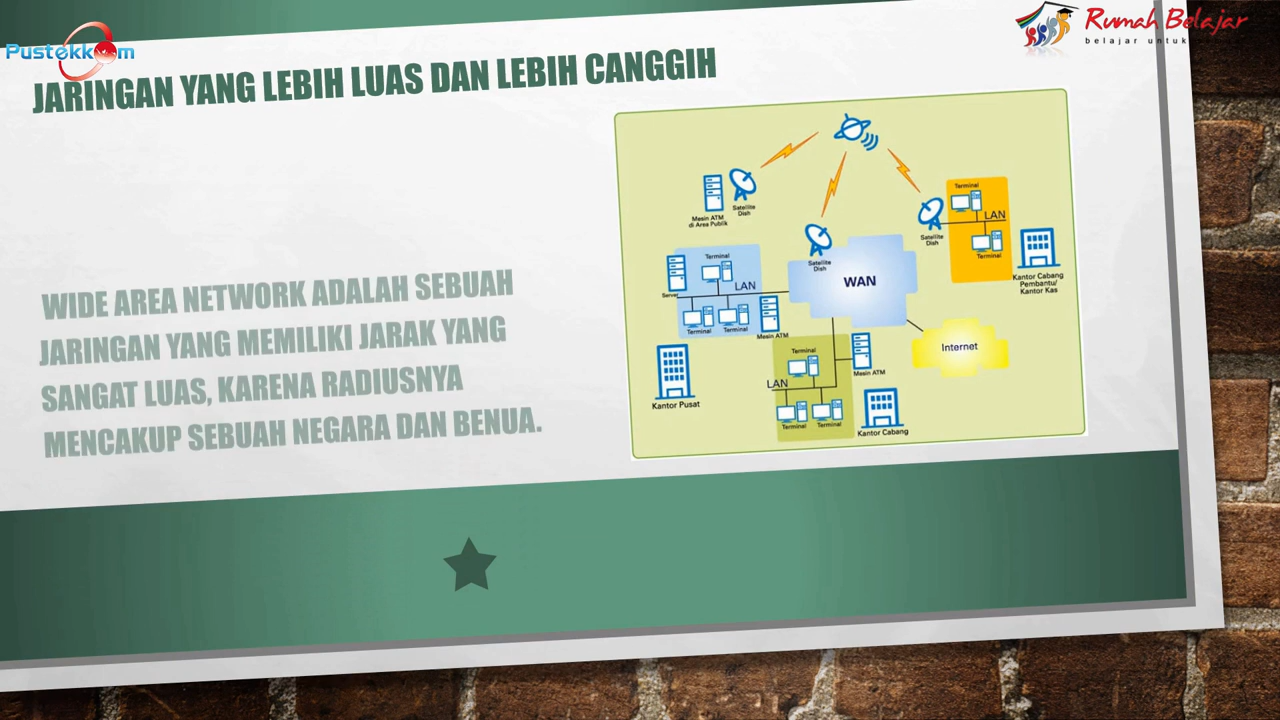 Pustekkom
Rumah Belajar
belajar untuk
JARINGAN YANG LEBIH LUAS DAN LEBIH CANGGIH
WIDE AREA NETWORK ADALAH SEBUAH
JARINGAN YANG MEMILIKI JARAK YANG
SANGAT LUAS, KARENA RADIUSNYA
MENCAKUP SEBUAH NEGARA DAN BENUA.
Mesin ATM
di Area Publik
Satellite
Dish
Satellite
Dish
Satellite
Dish
Terminal
LAN
Terminal
Kantor Cabang
Pembantu/
Kantor Kas
Terminal
Server
LAN
Terminal
Terminal
Mesin ATM
WAN
Internet
Kantor Pusat
Terminal
LAN
Mesin ATM
Terminal
Terminal
Kantor Cabang